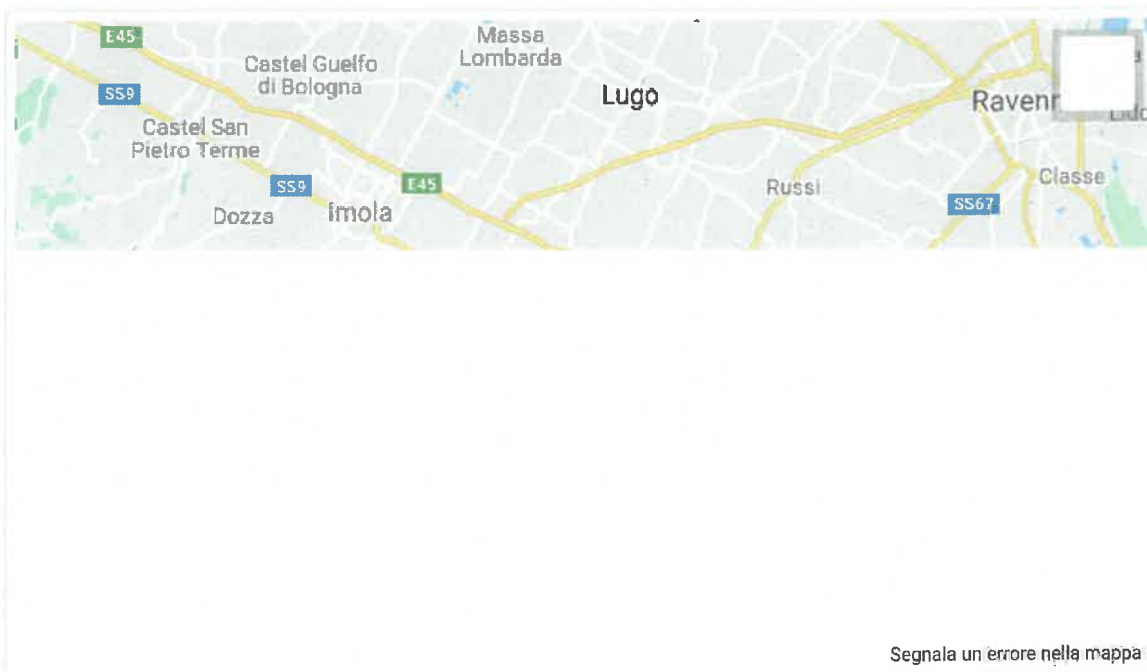 E45
Massa
Lombarda
Castel Guelfo
di Bologna
SS9
Lugo
Ravenn
Castel San
Pietro Terme
SS9
E45
Russi
Classe
Dozza
Imola
SS67
Segnala un errore nella mappa